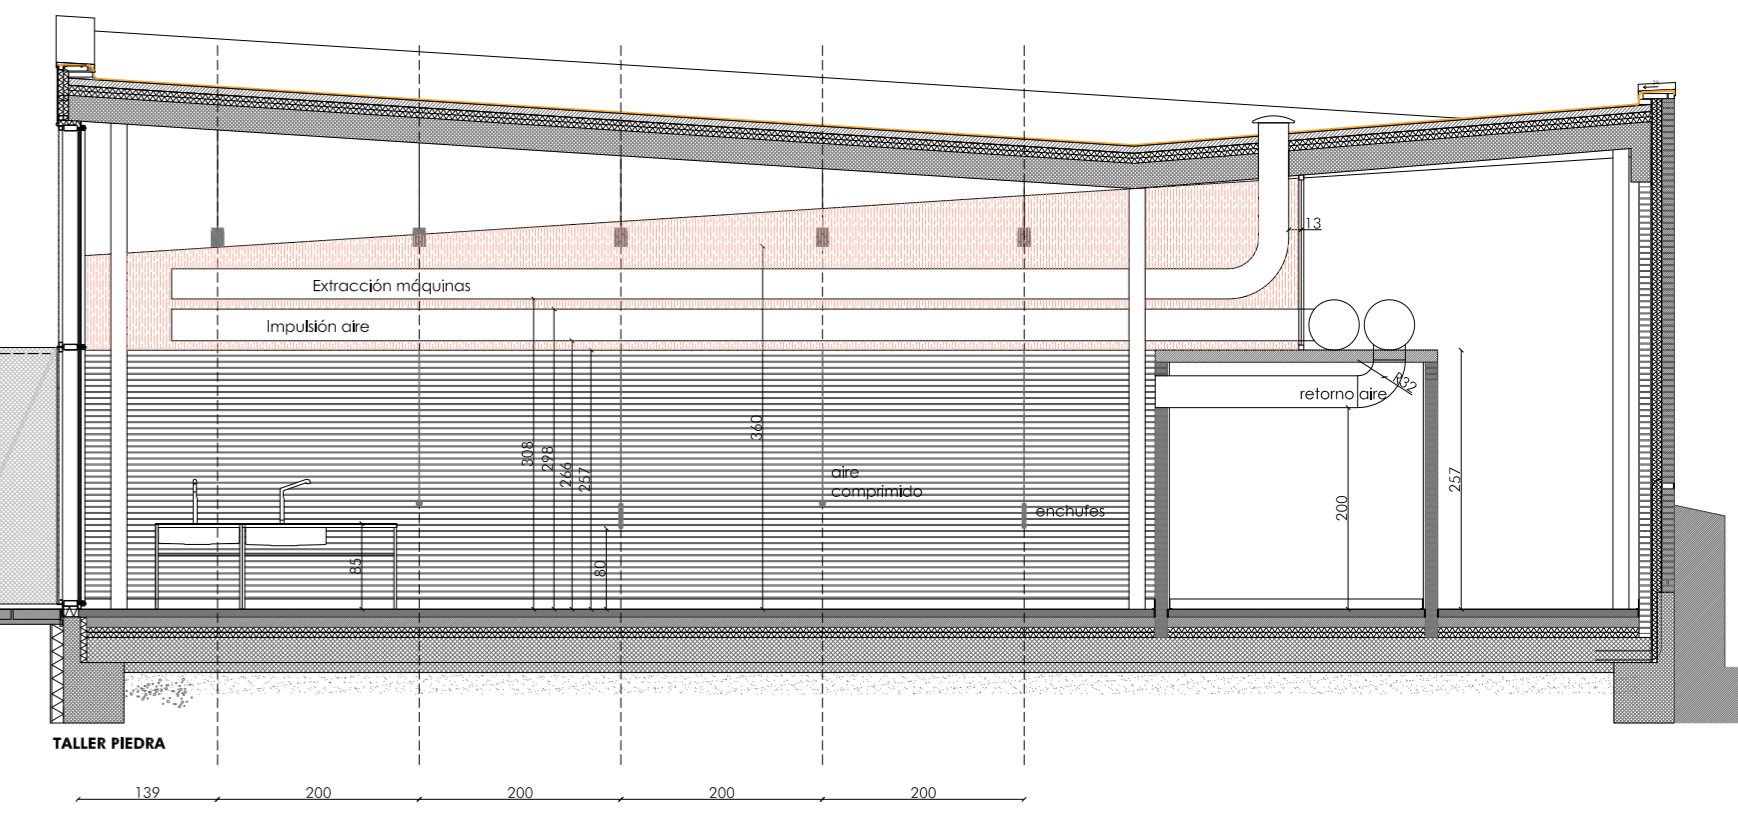 13
Extracción máquinas
Impulsión aire
R32
retorno aire
360
308
298
266
257
aire
comprimido
257
200
enchufes
85
80
TALLER PIEDRA
139
200
200
200
200